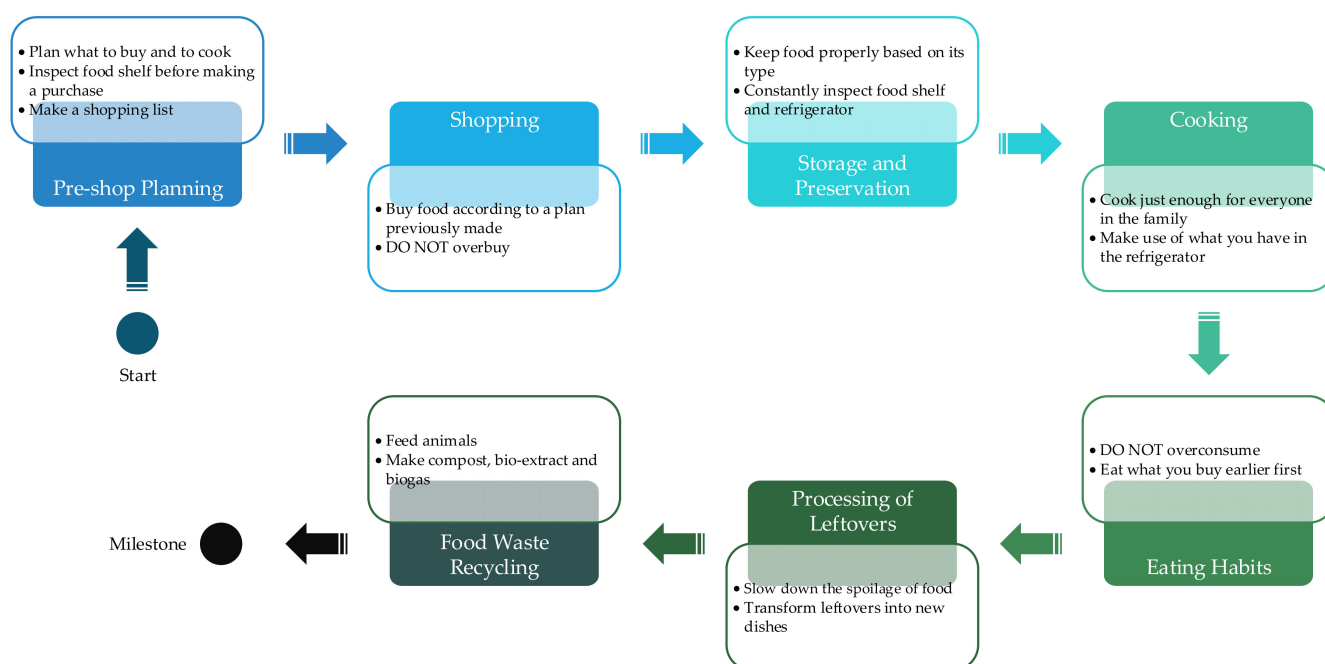 • Plan what to buy and to cook
• Inspect food shelf before making
a purchase
• Make a shopping list
Pre-shop Planning
Shopping
• Buy food according to a plan
previously made
• DO NOT overbuy
• Keep food properly based on its
type
• Constantly inspect food shelf
and refrigerator
Storage and
Preservation
Cooking
• Cook just enough for everyone
in the family
• Make use of what you have in
the refrigerator
Start
• DO NOT overconsume
• Eat what you buy earlier first
Eating Habits
Processing of
Leftovers
• Slow down the spoilage of food
• Transform leftovers into new
dishes
• Feed animals
• Make compost, bio-extract and
biogas
Food Waste
Recycling
Milestone